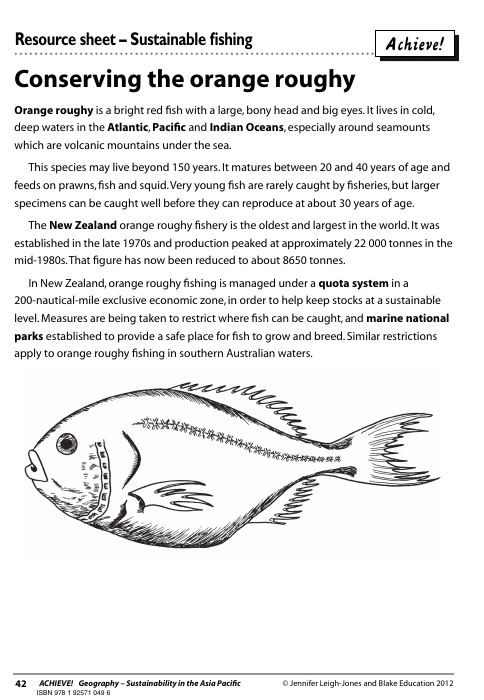 Resource sheet – Sustainable fishing
Achieve!
Conserving the orange roughy
Orange roughy is a bright red fish with a large, bony head and big eyes. It lives in cold,
deep waters in the Atlantic, Pacific and Indian Oceans, especially around seamounts
which are volcanic mountains under the sea.
This species may live beyond 150 years. It matures between 20 and 40 years of age and
feeds on prawns, fish and squid. Very young fish are rarely caught by fisheries, but larger
specimens can be caught well before they can reproduce at about 30 years of age.
The New Zealand orange roughy fishery is the oldest and largest in the world. It was
established in the late 1970s and production peaked at approximately 22 000 tonnes in the
mid-1980s. That figure has now been reduced to about 8650 tonnes.
In New Zealand, orange roughy fishing is managed under a quota system in a
200-nautical-mile exclusive economic zone, in order to help keep stocks at a sustainable
level. Measures are being taken to restrict where fish can be caught, and marine national
parks established to provide a safe place for fish to grow and breed. Similar restrictions
apply to orange roughy fishing in southern Australian waters.
42 ACHIEVE! Geography – Sustainability in the Asia Pacific © Jennifer Leigh-Jones and Blake Education 2012
ISBN 978 1 92571 049 6